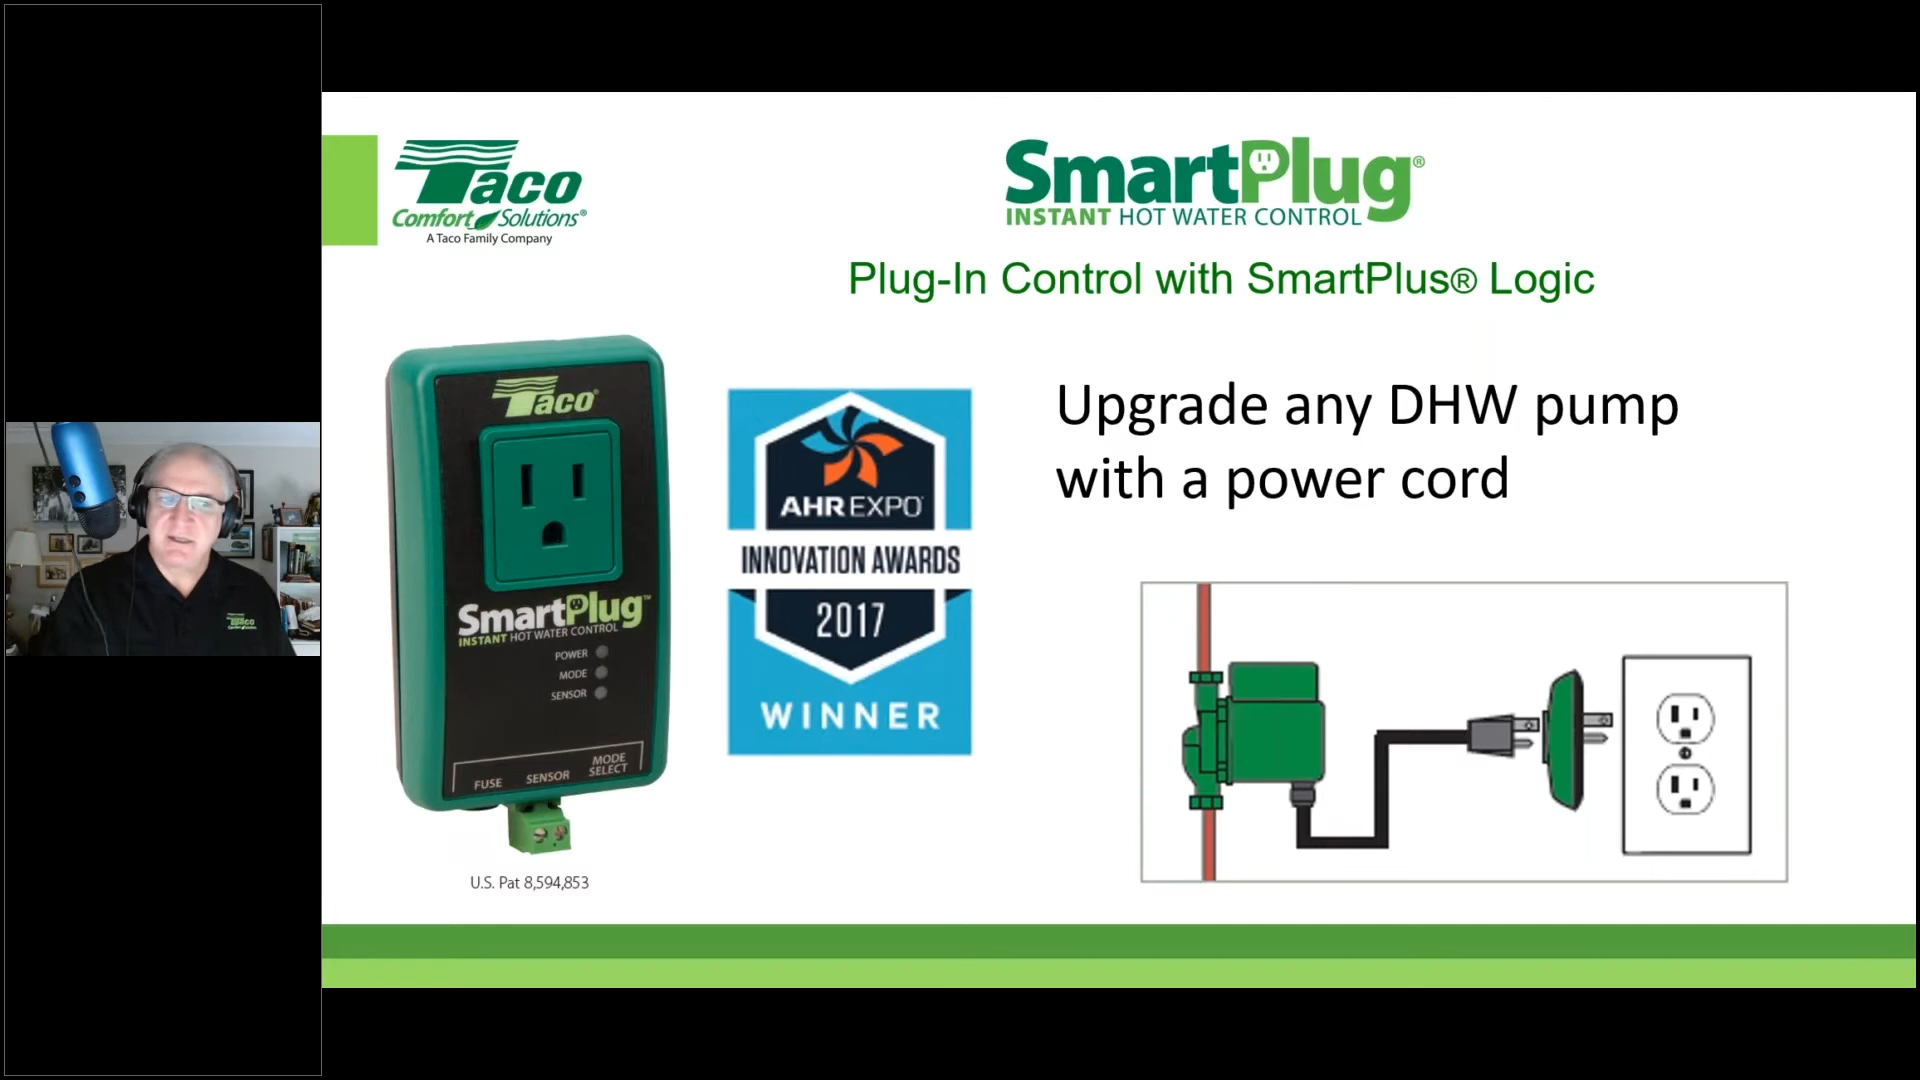 Taco
Comfort Solutions®
A Taco Family Company
SmartPlug®
INSTANT HOT WATER CONTROL
Plug-In Control with SmartPlus® Logic
Taco®
SmartPlug™
INSTANT HOT WATER CONTROL
POWER
MODE
SENSOR
FUSE SENSOR MODE SELECT
U.S. Pat 8,594,853
AHR EXPO®
INNOVATION AWARDS
2017
WINNER
Upgrade any DHW pump
with a power cord
Taco